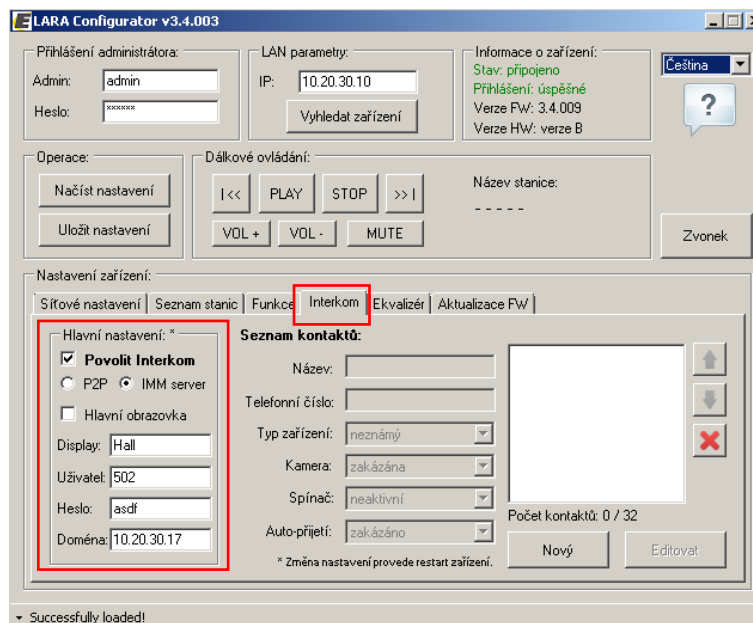 LARA Configurator v3.4.003
Přihlášení administrátora:
Admin: admin
Heslo: ******
LAN parametry:
IP: 10.20.30.10
Vyhledat zařízení
Informace o zařízení:
Stav: připojeno
Přihlášení: úspěšné
Verze FW: 3.4.009
Verze HW: verze B
Čeština
?
Operace:
Načíst nastavení
Uložit nastavení
Dálkové ovládání:
|<< PLAY STOP >>|
VOL + VOL - MUTE
Název stanice:
- - - - -
Zvonek
Nastavení zařízení:
Síťové nastavení Seznam stanic Funkce Interkom Ekvalizér Aktualizace FW
Hlavní nastavení: *
Povolit Interkom
P2P IMM server
Hlavní obrazovka
Display: Hall
Uživatel: 502
Heslo: asdf
Doména: 10.20.30.17
Seznam kontaktů:
Název:
Telefonní číslo:
Typ zařízení: neznámý
Kamera: zakázána
Spínač: neaktivní
Auto-přijetí: zakázáno
* Změna nastavení provede restart zařízení.
Počet kontaktů: 0 / 32
Nový Editovat
Successfully loaded!